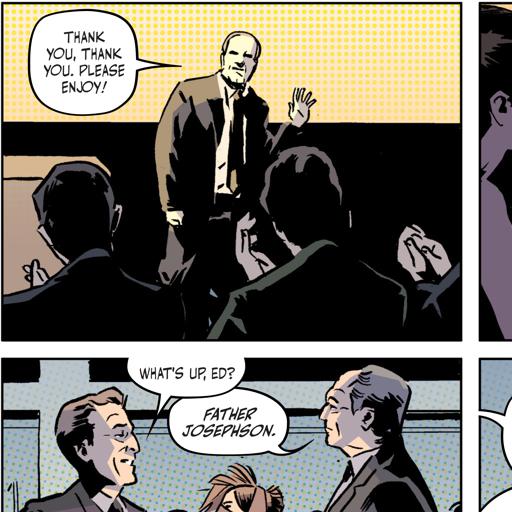 THANK
YOU, THANK
YOU. PLEASE
ENJOY!
WHAT'S UP, ED?
FATHER
JOSEPHSON.